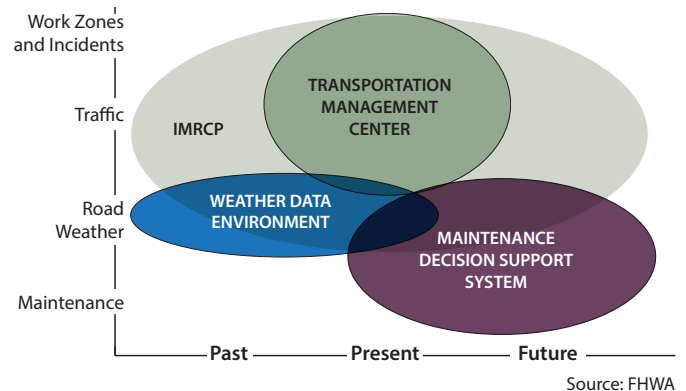 Work Zones
and Incidents
Traffic
Road
Weather
Maintenance
IMRCP
TRANSPORTATION
MANAGEMENT
CENTER
WEATHER DATA
ENVIRONMENT
MAINTENANCE
DECISION SUPPORT
SYSTEM
Past
Present
Future
Source: FHWA